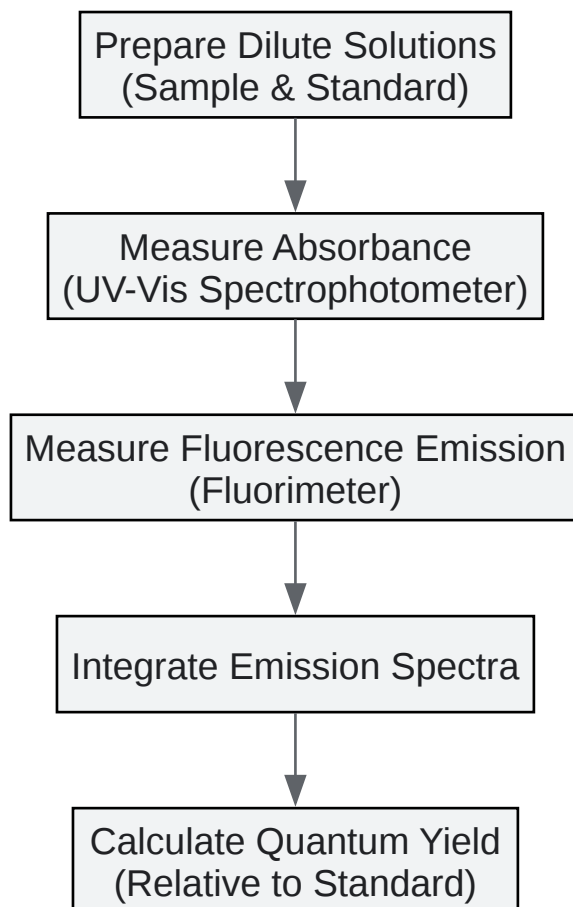 Prepare Dilute Solutions
(Sample & Standard)
Measure Absorbance
(UV-Vis Spectrophotometer)
Measure Fluorescence Emission
(Fluorimeter)
Integrate Emission Spectra
Calculate Quantum Yield
(Relative to Standard)